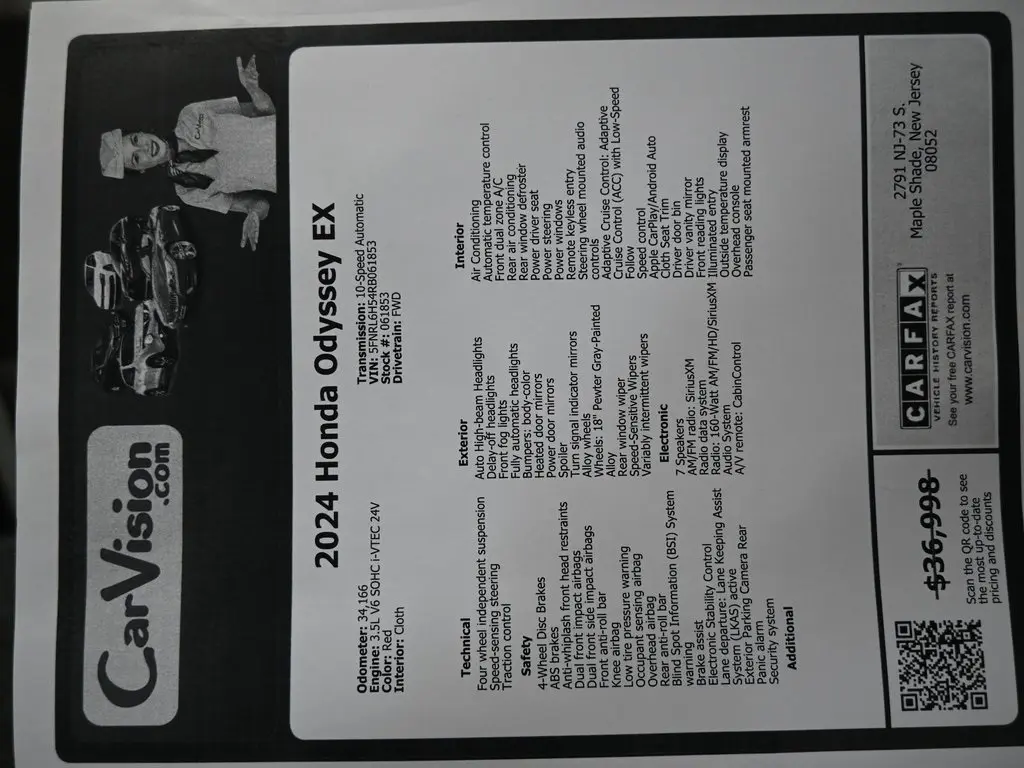 CarVision
.com
2024 Honda Odyssey EX
Odometer: 34,166
Engine: 3.5L V6 SOHC i-VTEC 24V
Color: Red
Interior: Cloth
Transmission: 10-Speed Automatic
VIN: 5FNRL6H54RB061853
Stock #: 061853
Drivetrain: FWD
Technical
Four wheel independent suspension
Speed-sensing steering
Traction control
Safety
4-Wheel Disc Brakes
ABS brakes
Anti-whiplash front head restraints
Dual front impact airbags
Dual front side impact airbags
Front anti-roll bar
Knee airbag
Low tire pressure warning
Occupant sensing airbag
Overhead airbag
Rear anti-roll bar
Blind Spot Information (BSI) System
warning
Brake assist
Electronic Stability Control
Lane departure: Lane Keeping Assist
System (LKAS) active
Exterior Parking Camera Rear
Panic alarm
Security system
Additional
Exterior
Auto High-beam Headlights
Delay-off headlights
Front fog lights
Fully automatic headlights
Bumpers: body-color
Heated door mirrors
Power door mirrors
Spoiler
Turn signal indicator mirrors
Alloy wheels
Wheels: 18" Pewter Gray-Painted
Alloy
Rear window wiper
Speed-Sensitive Wipers
Variably intermittent wipers
Electronic
7 Speakers
AM/FM radio: SiriusXM
Radio data system
Radio: 160-Watt AM/FM/HD/SiriusXM
Audio System
A/V remote: CabinControl
Interior
Air Conditioning
Automatic temperature control
Front dual zone A/C
Rear air conditioning
Rear window defroster
Power driver seat
Power steering
Power windows
Remote keyless entry
Steering wheel mounted audio
controls
Adaptive Cruise Control: Adaptive
Cruise Control (ACC) with Low-Speed
Follow
Speed control
Apple CarPlay/Android Auto
Cloth Seat Trim
Driver door bin
Driver vanity mirror
Front reading lights
Illuminated entry
Outside temperature display
Overhead console
Passenger seat mounted armrest
$36,998
Scan the QR code to see
the most up-to-date
pricing and discounts
CARFAX
VEHICLE HISTORY REPORTS
See your free CARFAX report at
www.carvision.com
2791 NJ-73 S.
Maple Shade, New Jersey
08052